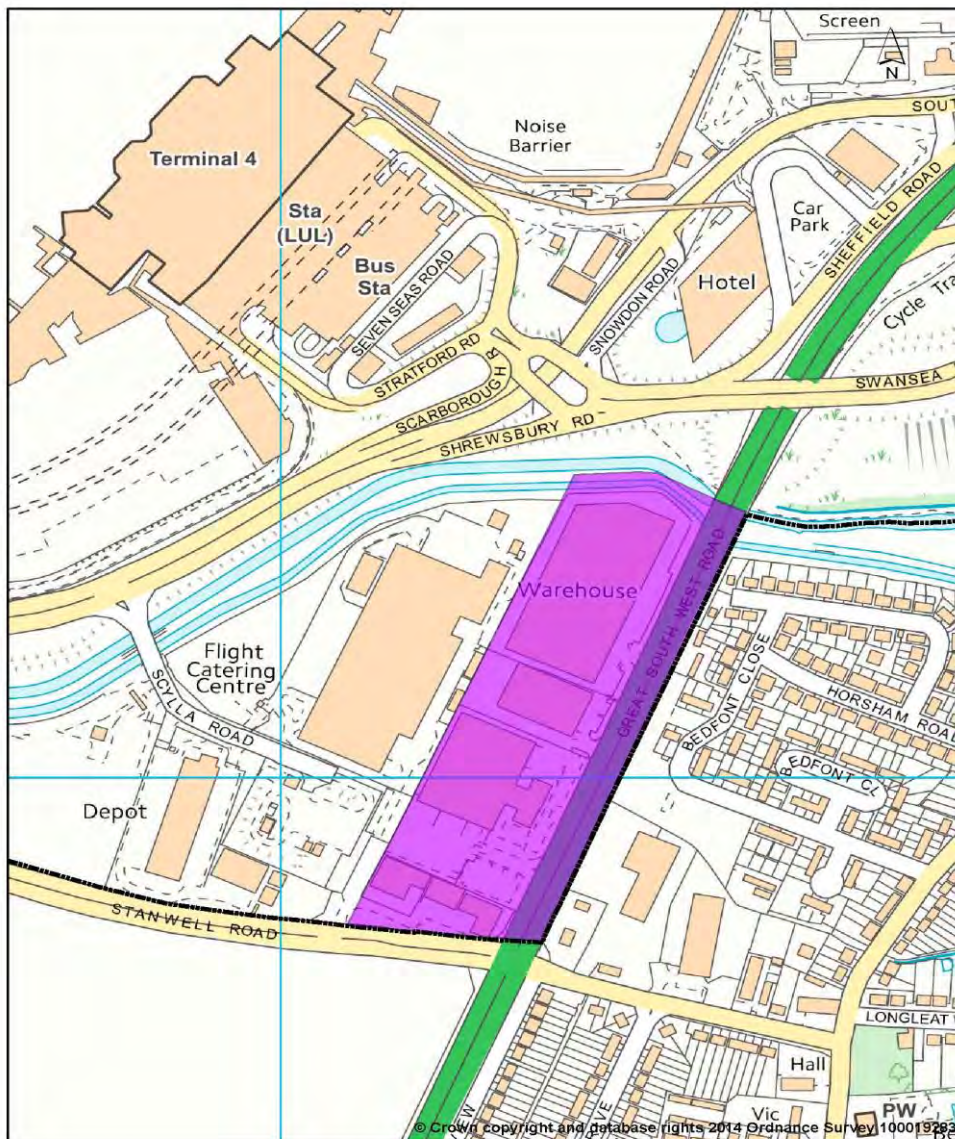 Screen
N
SOUT
Noise
Barrier
Terminal 4
Sta
(LUL)
Bus
Sta
SEVEN SEAS ROAD
Car
Park
SHEFFIELD ROAD
Hotel
SNOWDON ROAD
Cycle Tra
STRATFORD RD
SCARBOROUGH R
SHREWSBURY RD
SWANSEA
Warehouse
GREAT SOUTH WEST ROAD
Flight
Catering
Centre
SCYLLA ROAD
BEDFONT CLOSE
HORSHAM ROAD
BEDFONT CL
Depot
STANWELL ROAD
LONGLEAT
Hall
Vic
PW
© Crown copyright and database rights 2014 Ordnance Survey 100019283